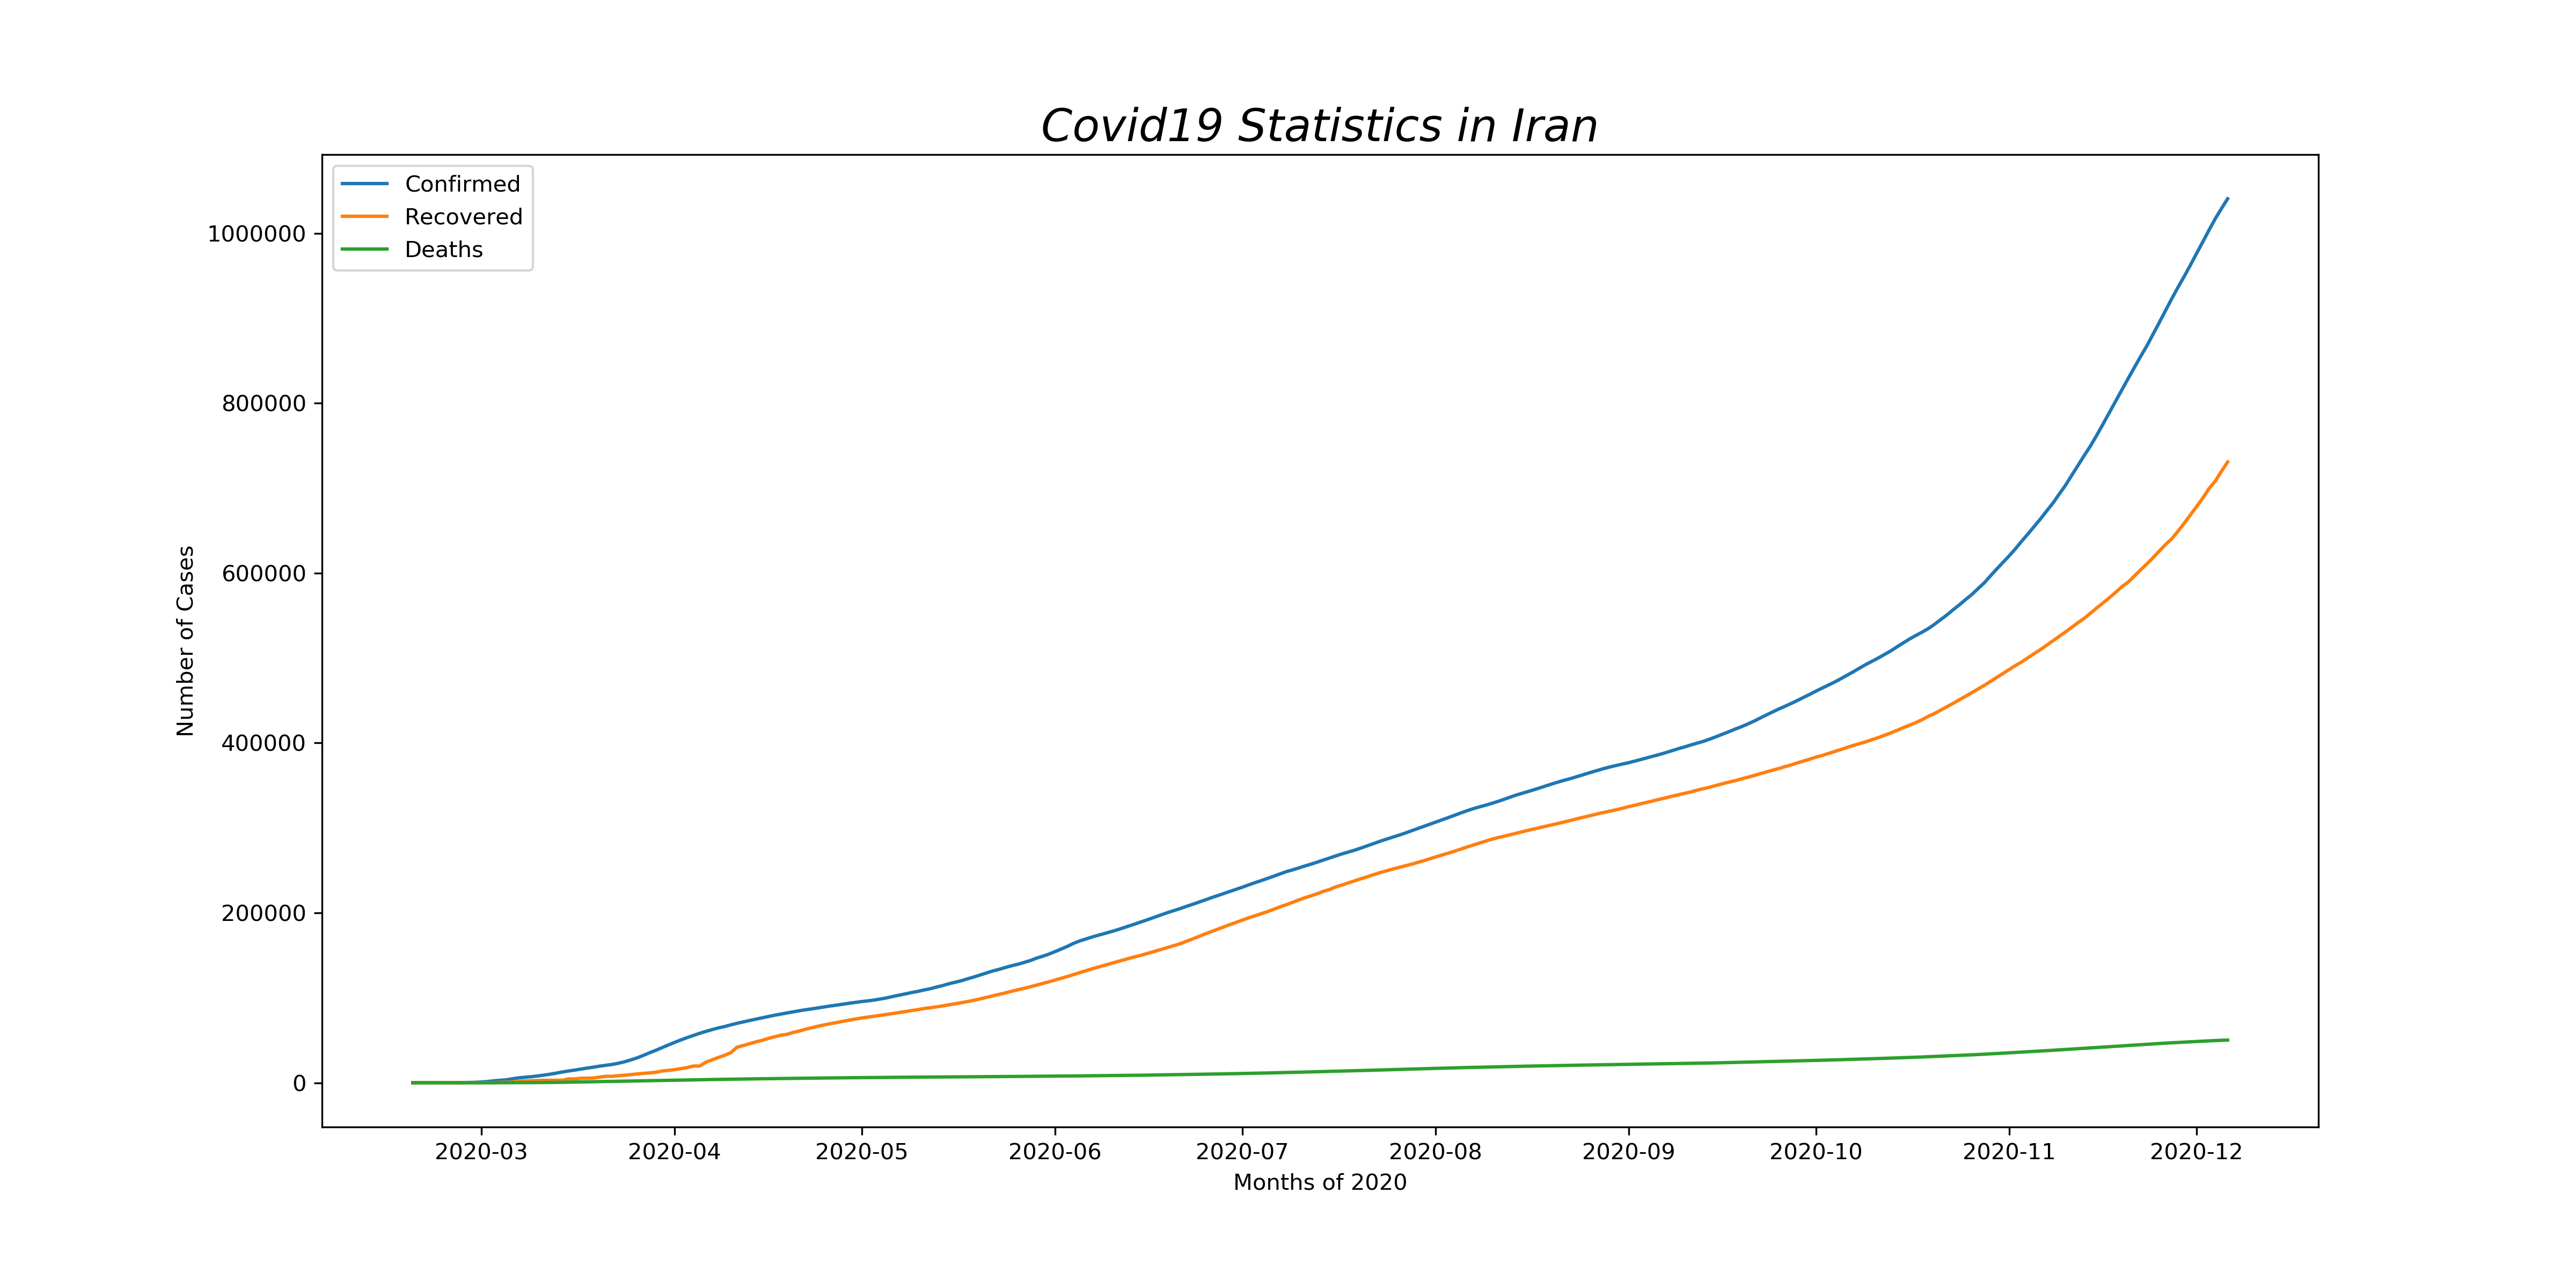 Covid19 Statistics in Iran
Confirmed
Recovered
Deaths
1000000
800000
600000
400000
200000
0
Number of Cases
2020-03 2020-04 2020-05 2020-06 2020-07 2020-08 2020-09 2020-10 2020-11 2020-12
Months of 2020